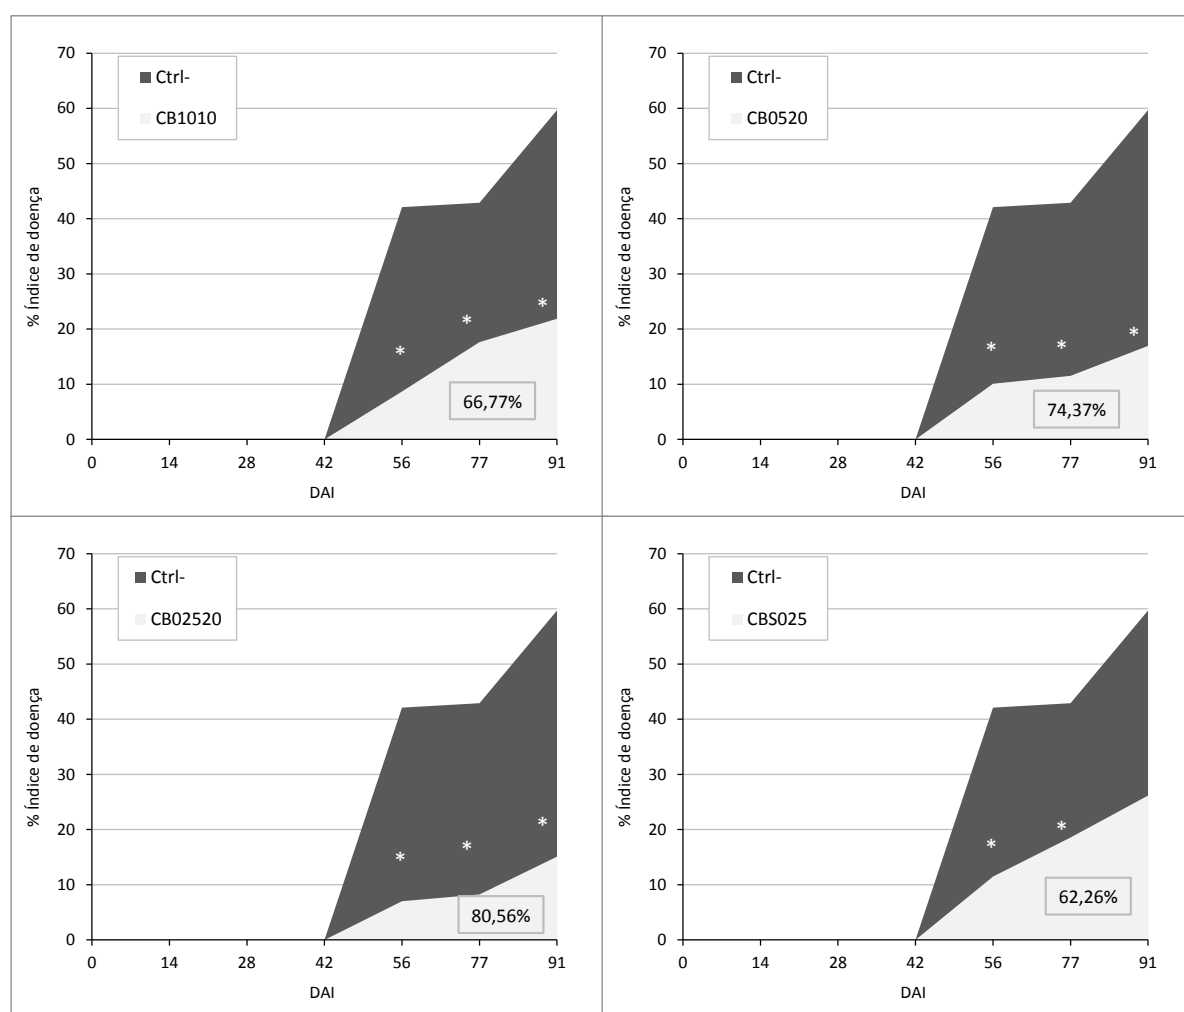 % Índice de doença
70
60
50
40
30
20
10
0
Ctrl-
CB1010
*
*
*
66,77%
0 14 28 42 56 77 91
DAI
% Índice de doença
70
60
50
40
30
20
10
0
Ctrl-
CB0520
*
*
*
74,37%
0 14 28 42 56 77 91
DAI
% Índice de doença
70
60
50
40
30
20
10
0
Ctrl-
CB02520
*
*
*
80,56%
0 14 28 42 56 77 91
DAI
% Índice de doença
70
60
50
40
30
20
10
0
Ctrl-
CBS025
*
*
62,26%
0 14 28 42 56 77 91
DAI